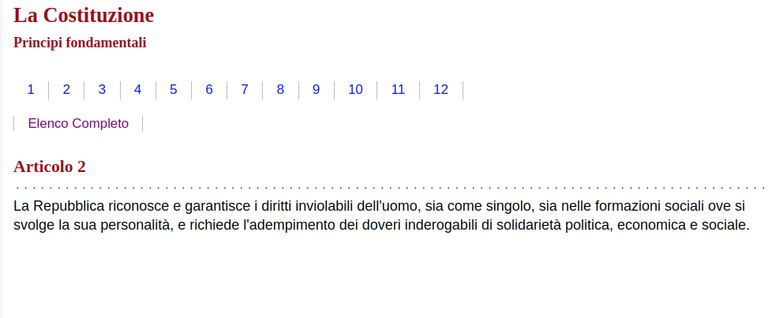 La Costituzione
Principi fondamentali
1 2 3 4 5 6 7 8 9 10 11 12
Elenco Completo
Articolo 2
La Repubblica riconosce e garantisce i diritti inviolabili dell'uomo, sia come singolo, sia nelle formazioni sociali ove si
svolge la sua personalità, e richiede l'adempimento dei doveri inderogabili di solidarietà politica, economica e sociale.